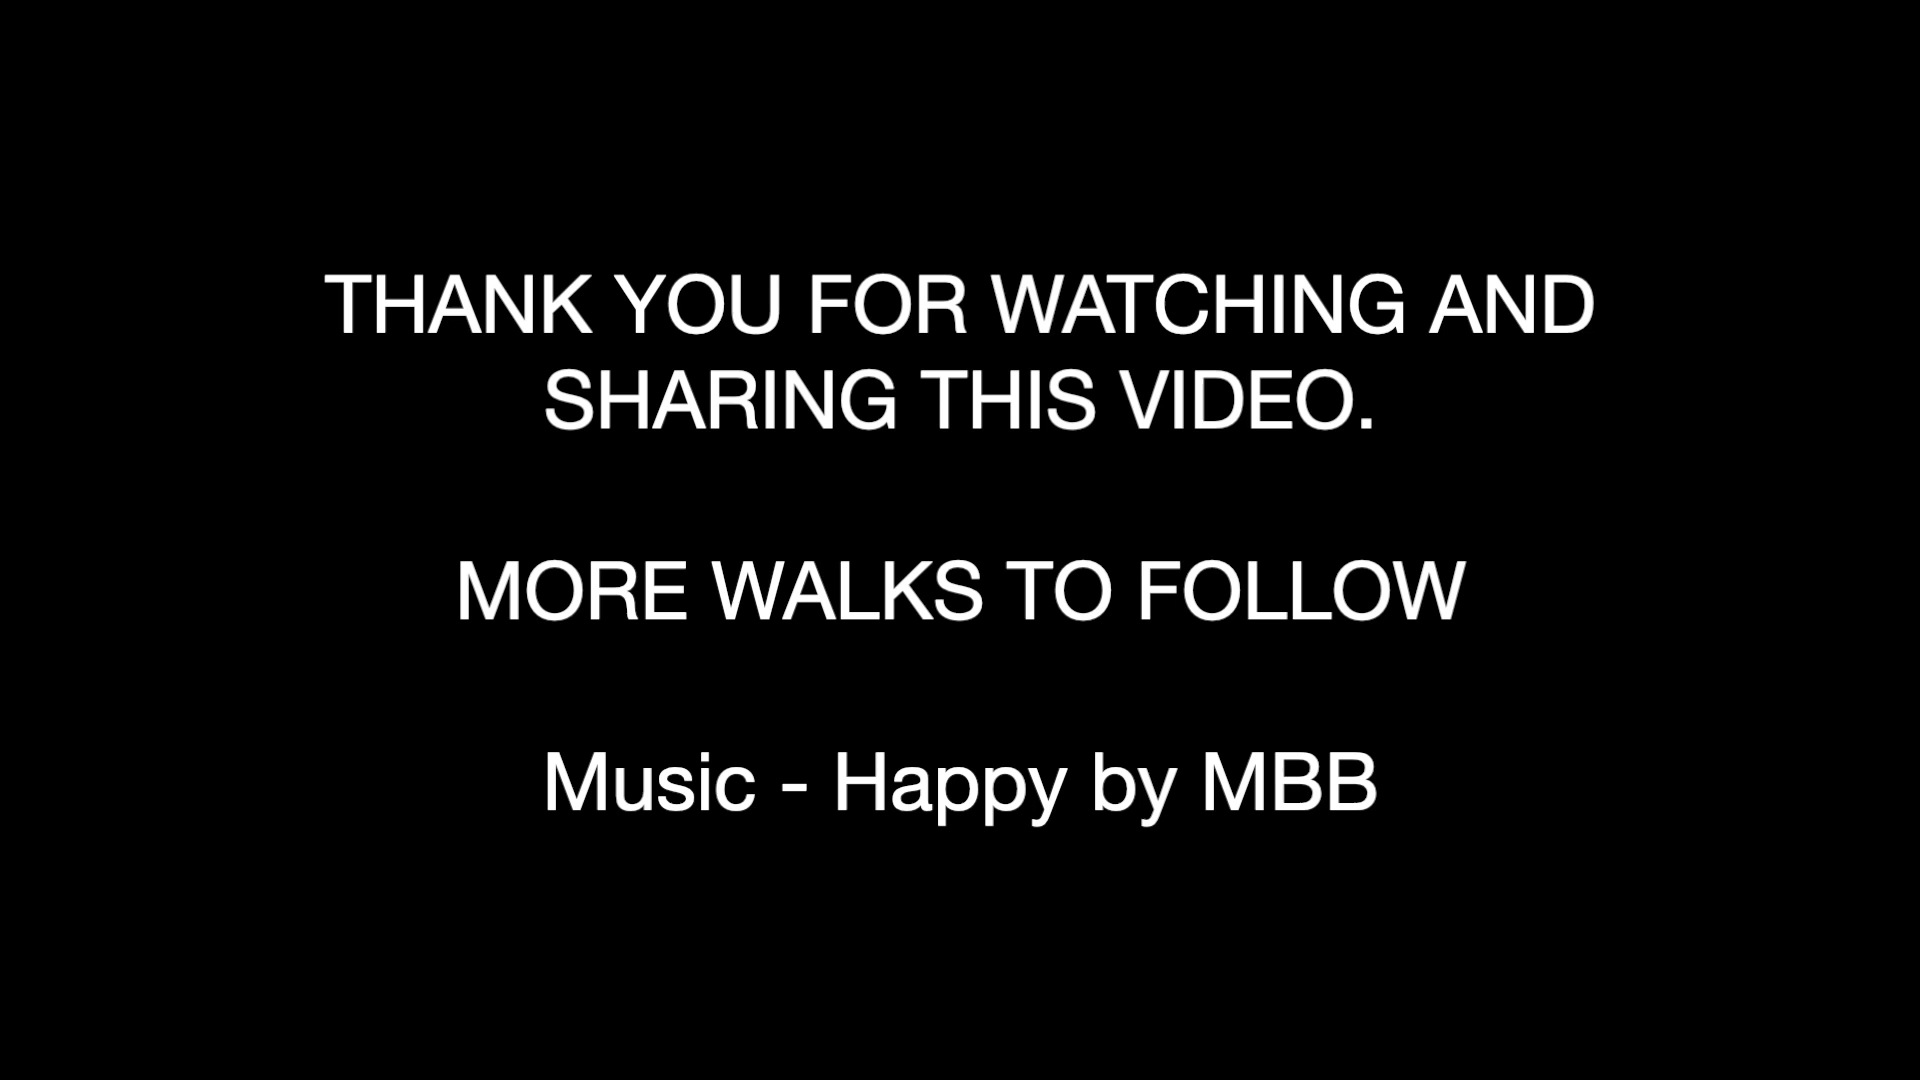 THANK YOU FOR WATCHING AND
SHARING THIS VIDEO.
MORE WALKS TO FOLLOW
Music - Happy by MBB